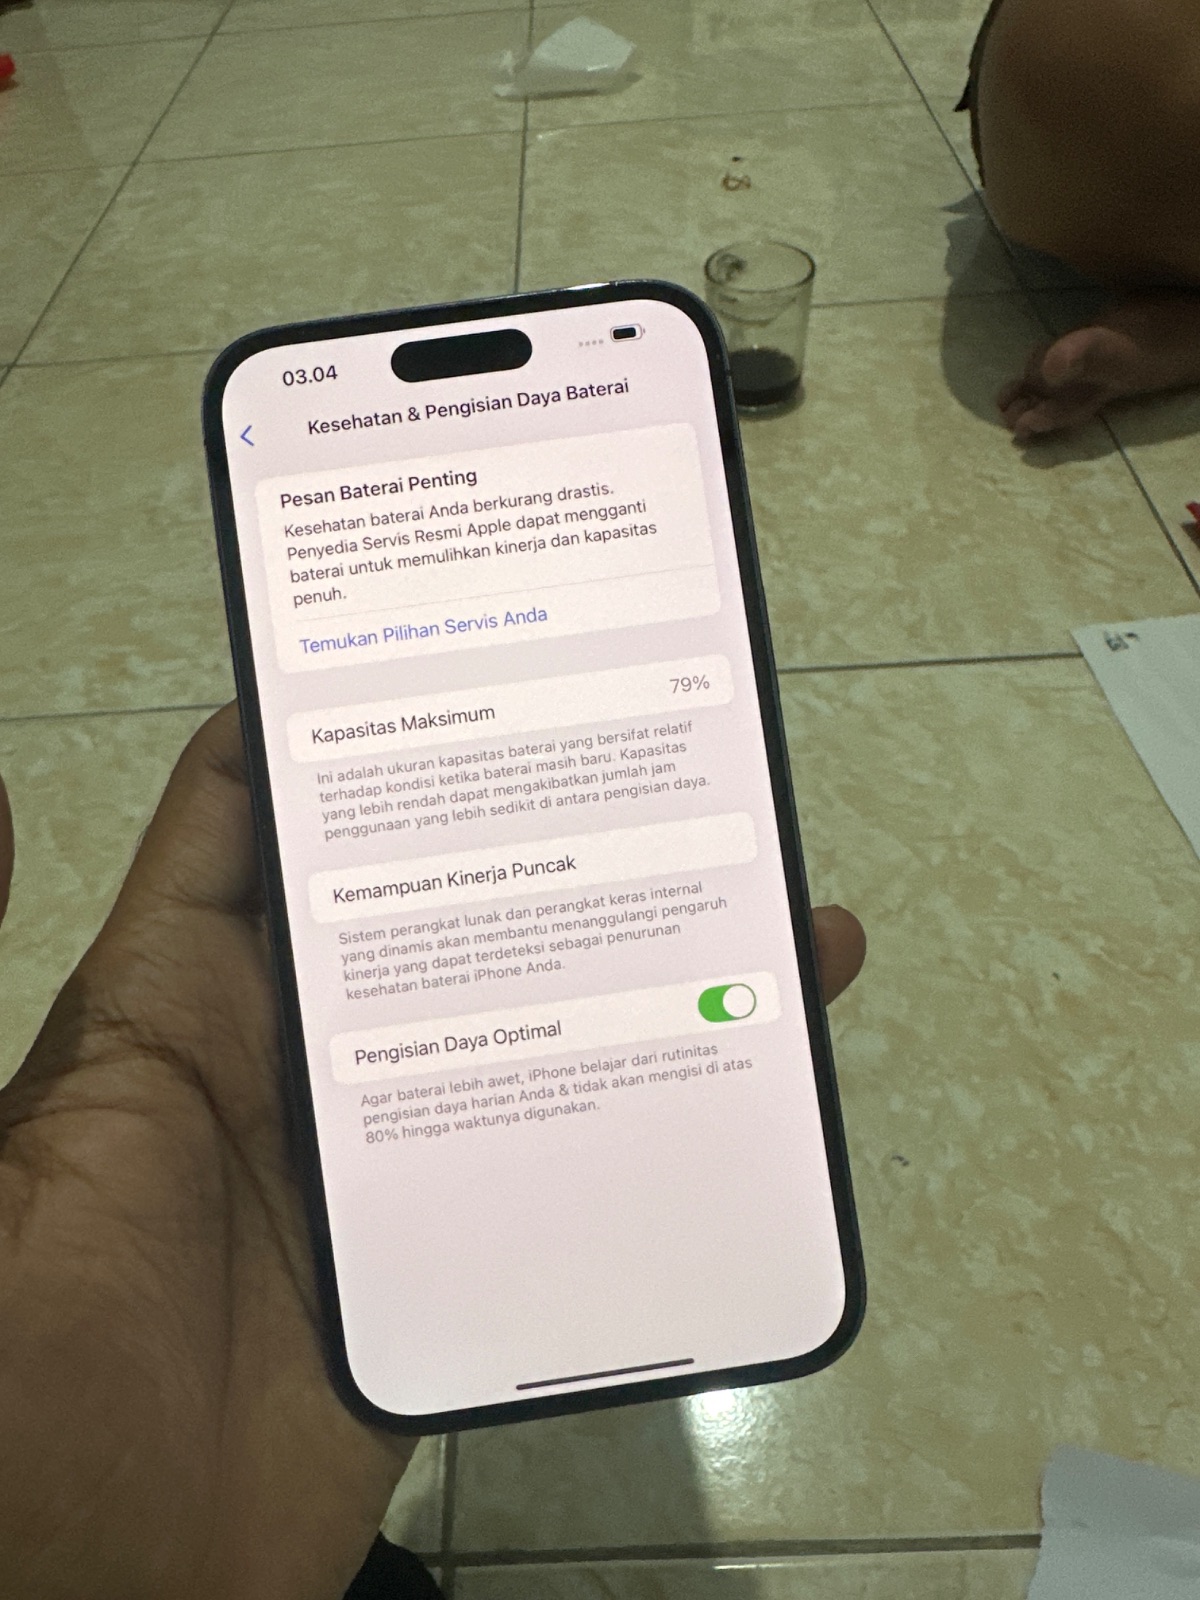 03.04
Kesehatan & Pengisian Daya Baterai
Pesan Baterai Penting
Kesehatan baterai Anda berkurang drastis.
Penyedia Servis Resmi Apple dapat mengganti
baterai untuk memulihkan kinerja dan kapasitas
penuh.
Temukan Pilihan Servis Anda
Kapasitas Maksimum 79%
Ini adalah ukuran kapasitas baterai yang bersifat relatif
terhadap kondisi ketika baterai masih baru. Kapasitas
yang lebih rendah dapat mengakibatkan jumlah jam
penggunaan yang lebih sedikit di antara pengisian daya.
Kemampuan Kinerja Puncak
Sistem perangkat lunak dan perangkat keras internal
yang dinamis akan membantu menanggulangi pengaruh
kinerja yang dapat terdeteksi sebagai penurunan
kesehatan baterai iPhone Anda.
Pengisian Daya Optimal
Agar baterai lebih awet, iPhone belajar dari rutinitas
pengisian daya harian Anda & tidak akan mengisi di atas
80% hingga waktunya digunakan.